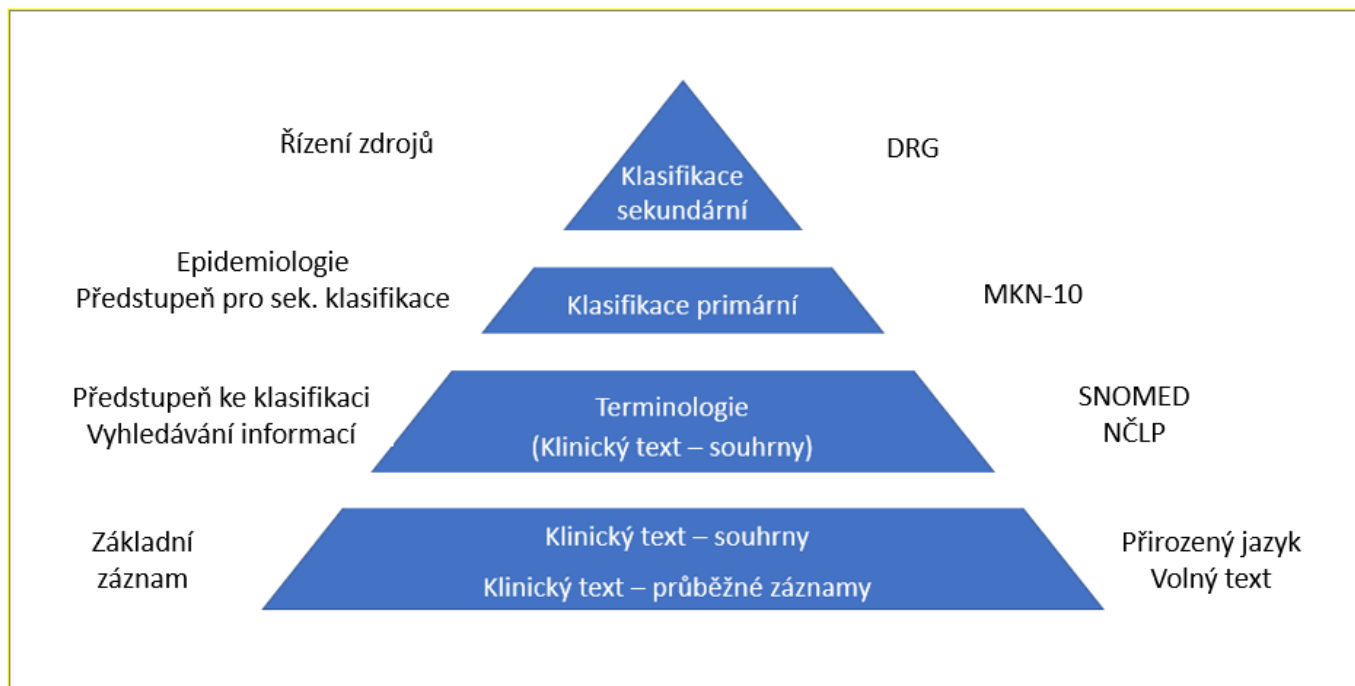 Řízení zdrojů
Klasifikace
sekundární
DRG
Epidemiologie
Předstupeň pro sek. klasifikace
Klasifikace primární
MKN-10
Předstupeň ke klasifikaci
Vyhledávání informací
Terminologie
(Klinický text – souhrny)
SNOMED
NČLP
Základní
záznam
Klinický text – souhrny
Klinický text – průběžné záznamy
Přirozený jazyk
Volný text